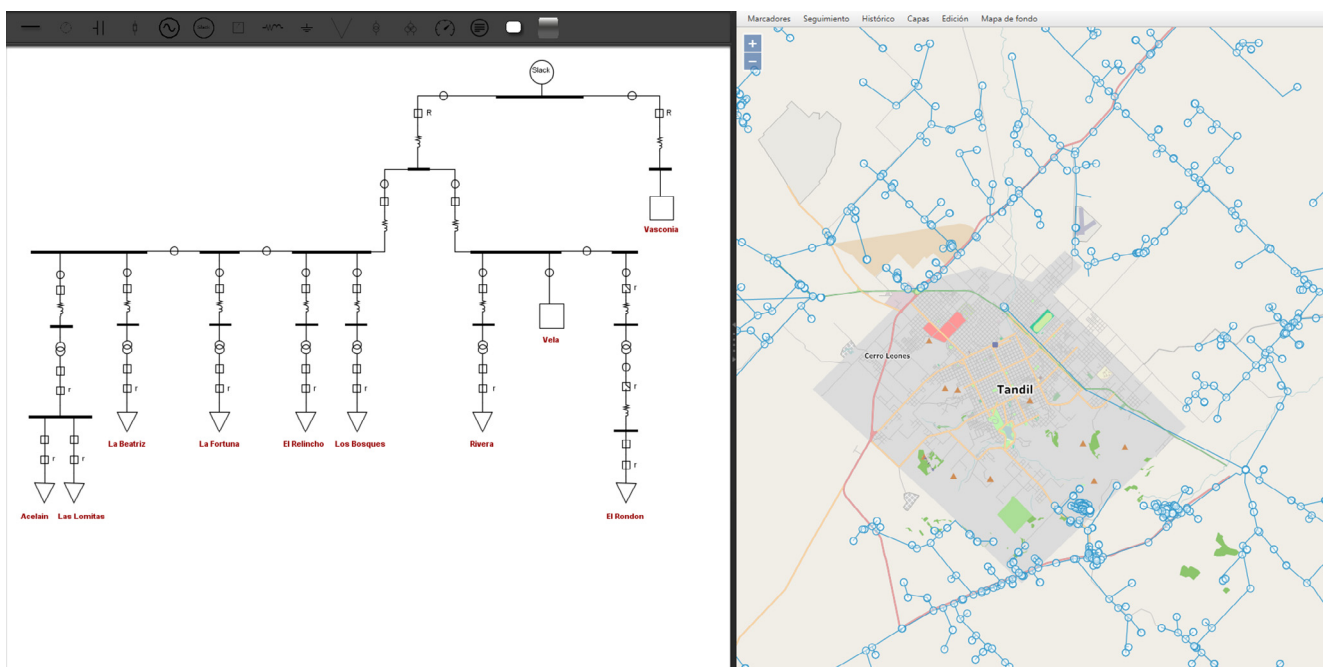 Marcadores Seguimiento Histórico Capas Edición Mapa de fondo
+
−
Slack
R
R
Vasconia
r
Vela
r
r
r
r
r
r
r
La Beatriz
La Fortuna
El Relincho
Los Bosques
Rivera
r
r
Acelain
Las Lomitas
El Rondon
Cerro Leones
Tandil